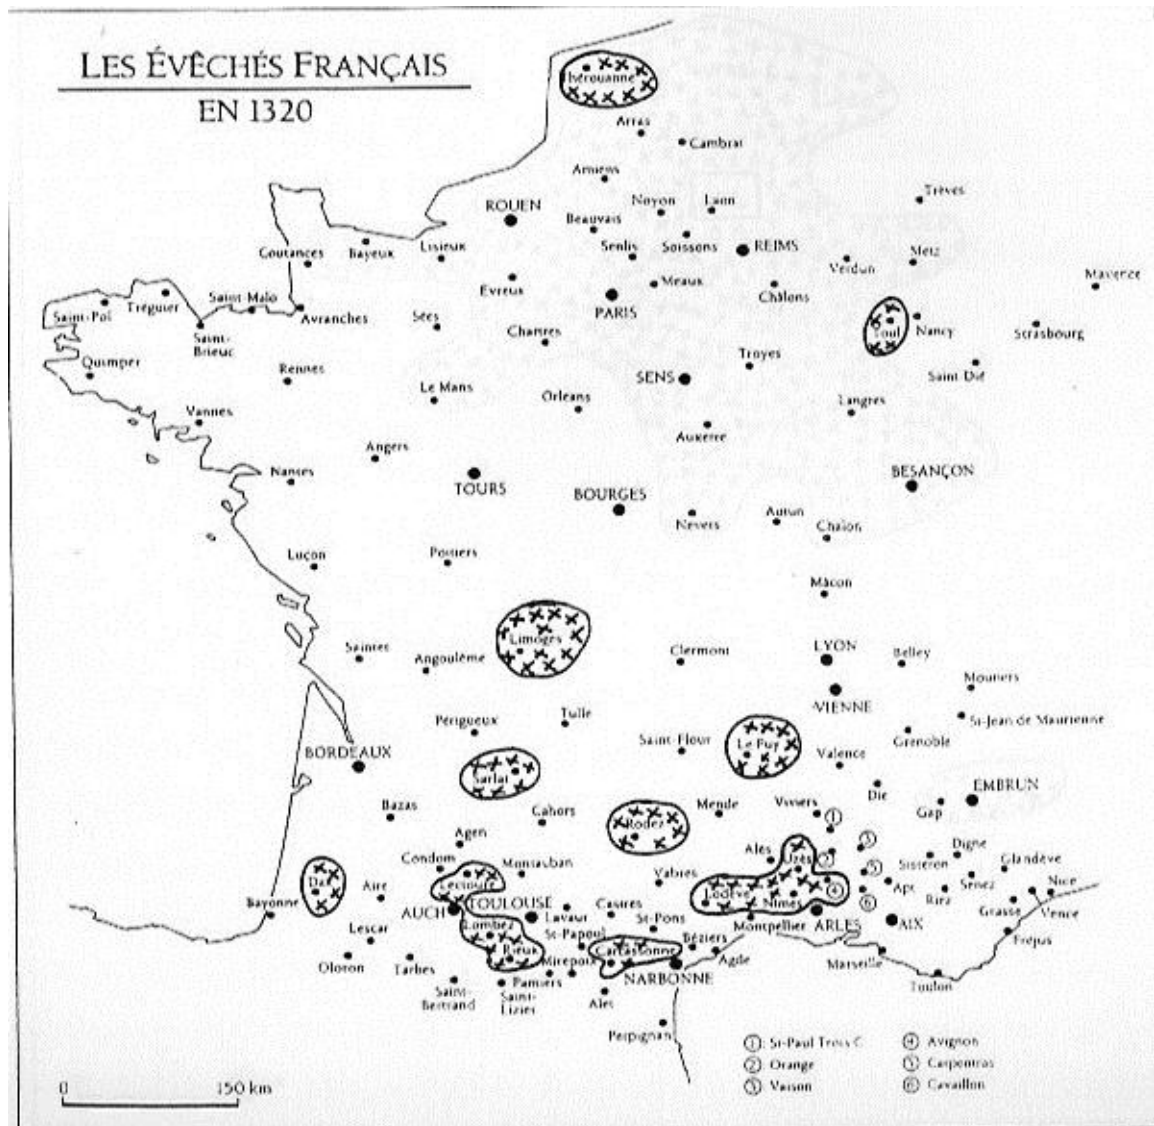 LES ÉVÊCHÉS FRANÇAIS
EN 1320
Thérouanne
Arras
Cambrai
Amiens
Trèves
Noyon
Laon
ROUEN
Beauvais
Senlis
Soissons
REIMS
Coutances
Bayeux
Lisieux
Metz
Verdun
Mayence
Evreux
Meaux
Châlons
Saint-Pol
Tréguier
Saint-Malo
Avranches
Sées
PARIS
Toul
Nancy
Strasbourg
Saint-
Brieuc
Chartres
Quimper
Rennes
Troyes
Saint-Dié
SENS
Le Mans
Orléans
Langres
Vannes
Auxerre
Angers
Nantes
TOURS
BESANÇON
BOURGES
Nevers
Autun
Chalon
Luçon
Poitiers
Mâcon
Limoges
Saintes
Angoulême
Clermont
LYON
Belley
Moutiers
VIENNE
Périgueux
Tulle
St-Jean de Maurienne
Saint-Flour
Le Puy
Grenoble
BORDEAUX
Valence
Sarlat
Die
EMBRUN
Bazas
Cahors
Rodez
Mende
Viviers
Gap
1
Agen
2
3
Condom
Montauban
Alès
Uzès
Sisteron
Digne
Glandève
Dax
Aire
Lectoure
Vabres
Lodève
Nîmes
4
5
Apt
Riez
Senez
Nice
Bayonne
AUCH
TOULOUSE
Lavaur
Castres
St-Pons
Montpellier
ARLES
6
AIX
Grasse
Vence
Lescar
Lombez
St-Papoul
Béziers
Fréjus
Oloron
Tarbes
Rieux
Mirepoix
Carcassonne
Agde
Marseille
Saint-
Bertrand
Pamiers
Saint-
Lizier
NARBONNE
Toulon
Alet
Perpignan
1 : St-Paul Trois C
2 Orange
3 Vaison
4 Avignon
5 Carpentras
6 Cavaillon
0 150 km